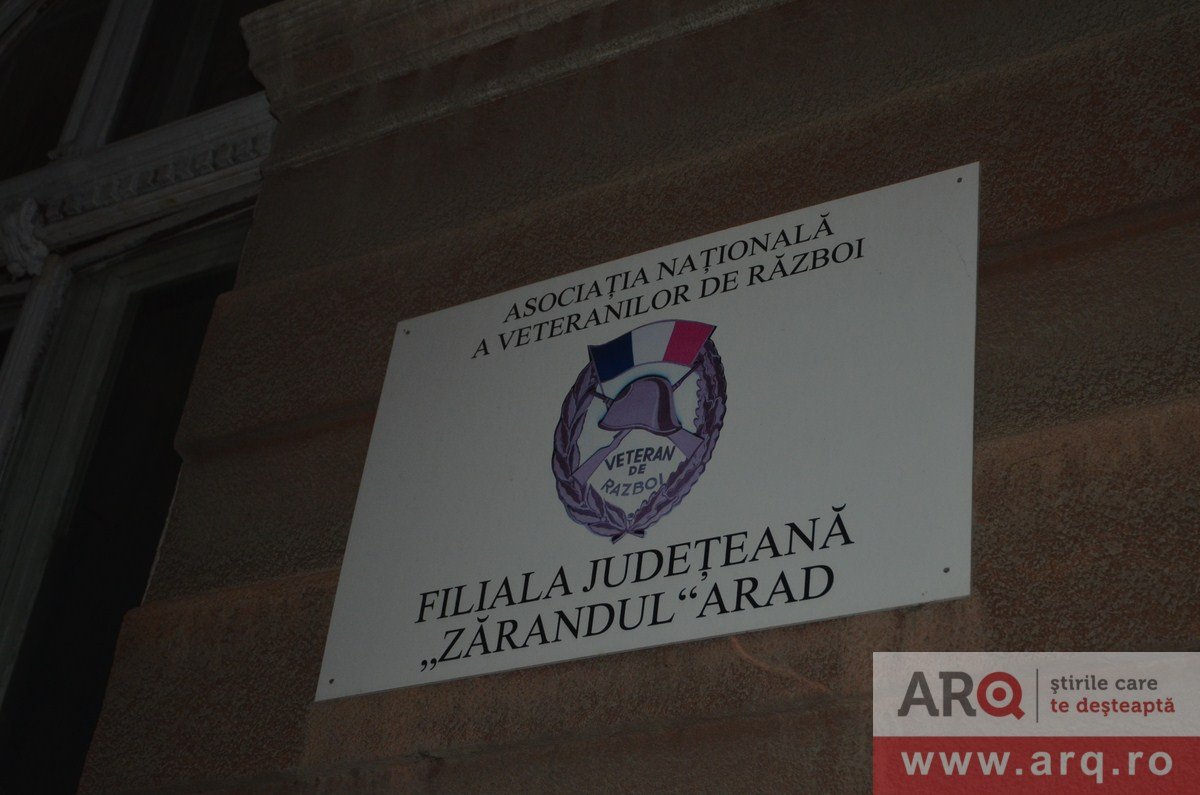 ASOCIAȚIA NAȚIONALĂ
A VETERANILOR DE RĂZBOI
VETERAN
DE
RAZBOI
FILIALA JUDEȚEANĂ
„ZĂRANDUL“ARAD
ARQ
știrile care
te deșteaptă
www.arq.ro